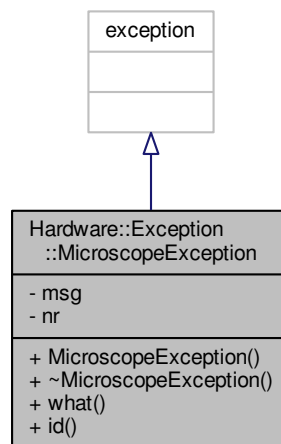 exception
Hardware::Exception
::MicroscopeException
- msg
- nr
+ MicroscopeException()
+ ~MicroscopeException()
+ what()
+ id()